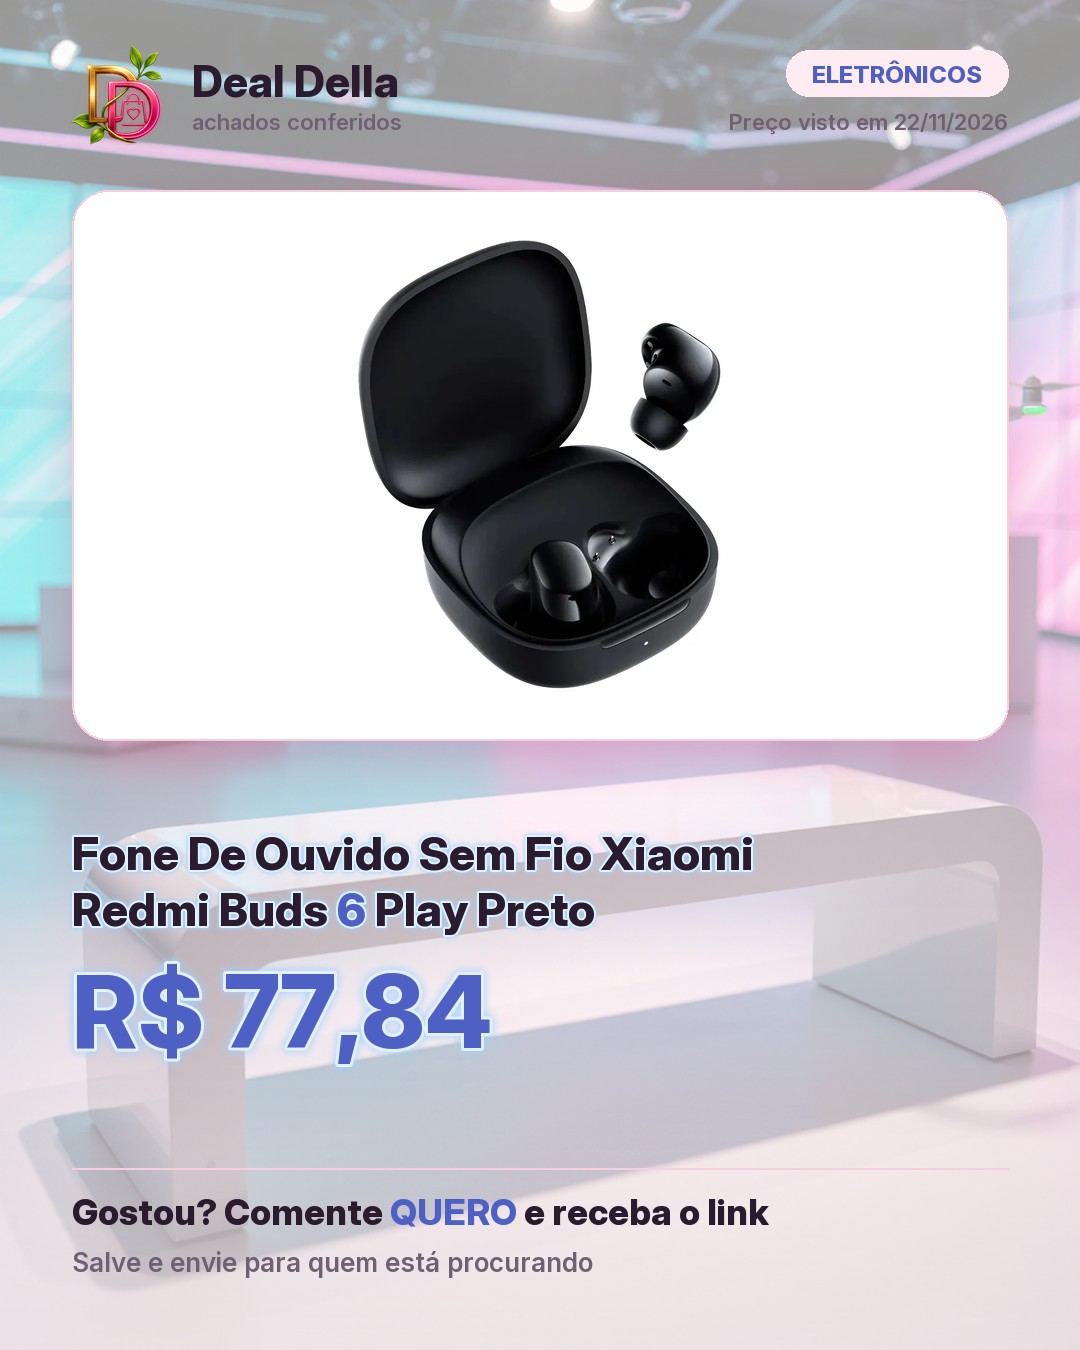 Deal Della
achados conferidos
ELETRÔNICOS
Preço visto em 22/11/2026
Fone De Ouvido Sem Fio Xiaomi
Redmi Buds 6 Play Preto
R$ 77,84
Gostou? Comente QUERO e receba o link
Salve e envie para quem está procurando